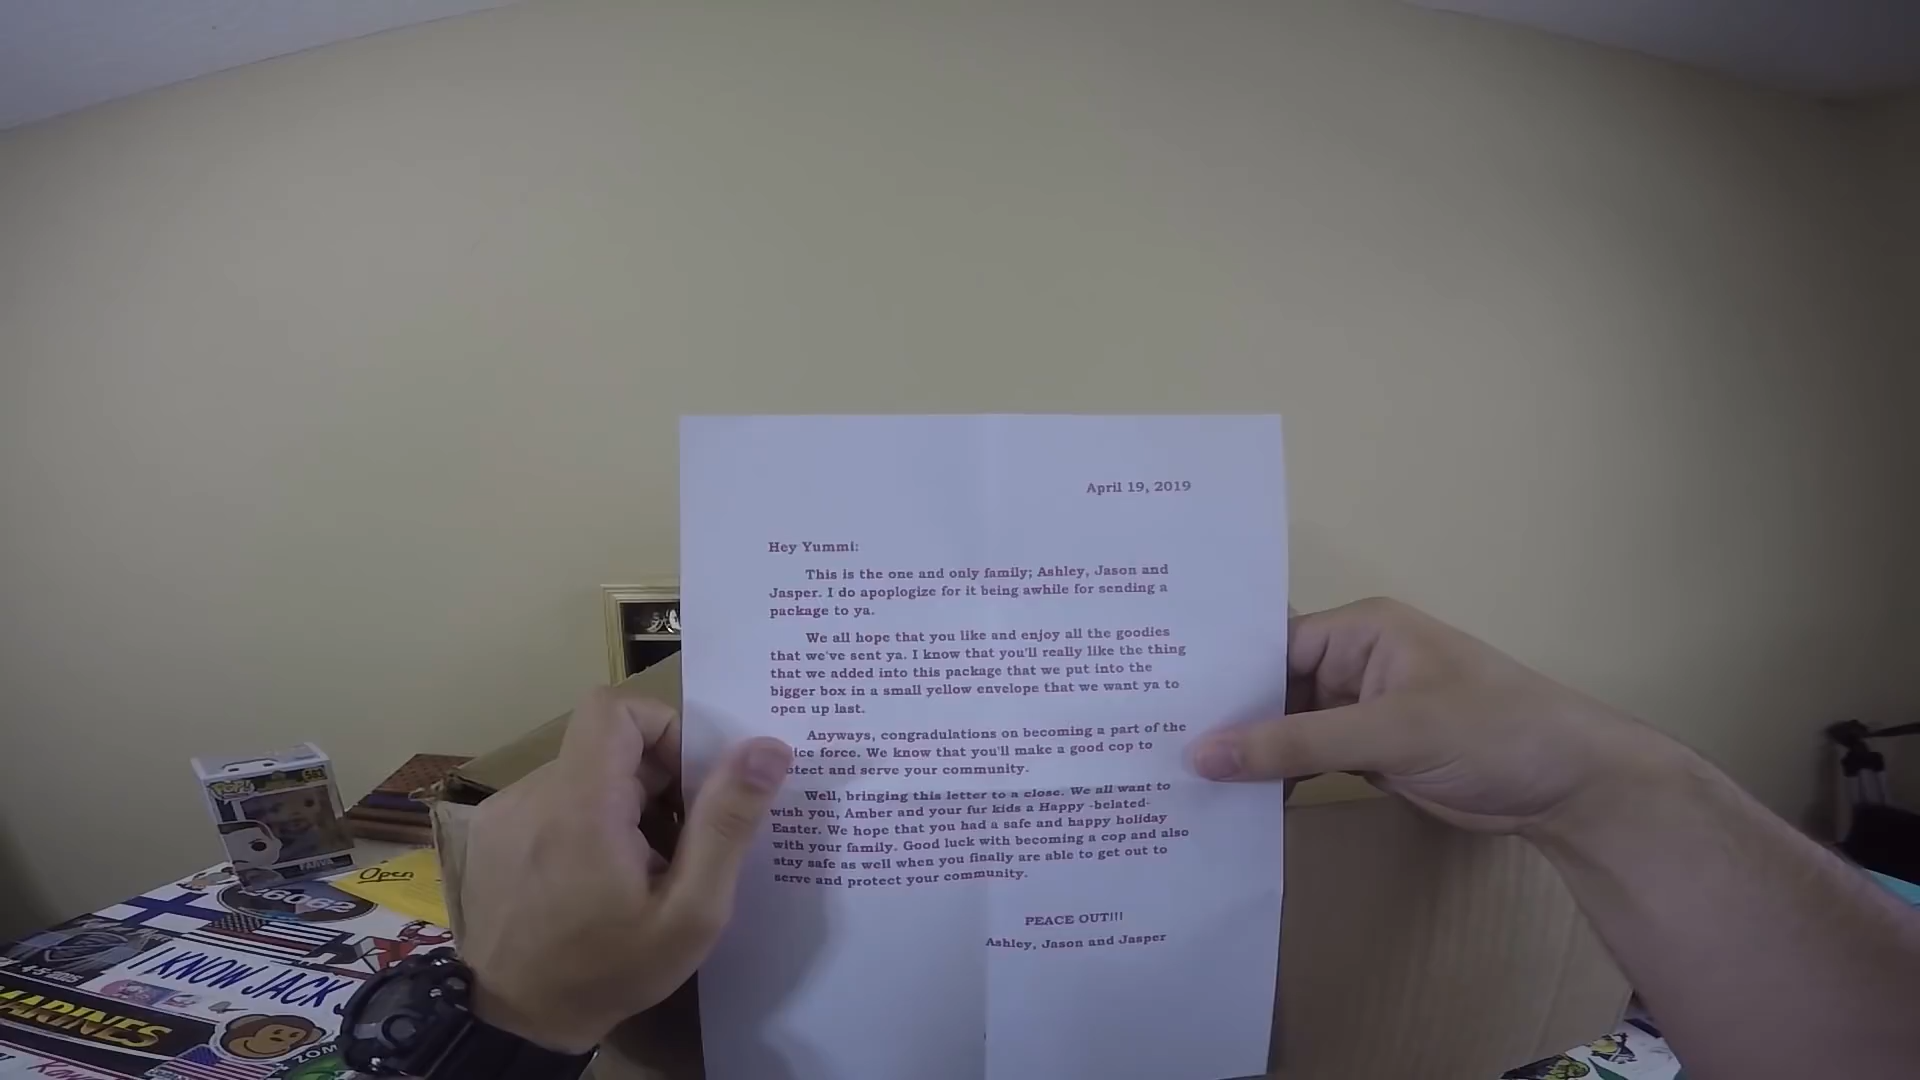 April 19, 2019
Hey Yummi:
This is the one and only family; Ashley, Jason and
Jasper. I do apoplogize for it being awhile for sending a
package to ya.
We all hope that you like and enjoy all the goodies
that we've sent ya. I know that you'll really like the thing
that we added into this package that we put into the
bigger box in a small yellow envelope that we want ya to
open up last.
Anyways, congradulations on becoming a part of the
ice force. We know that you'll make a good cop to
otect and serve your community.
Well, bringing this letter to a close. We all want to
wish you, Amber and your fur kids a Happy -belated-
Easter. We hope that you had a safe and happy holiday
with your family. Good luck with becoming a cop and also
stay safe as well when you finally are able to get out to
serve and protect your community.
PEACE OUT!!!
Ashley, Jason and Jasper
POP!
FARVA
Open
I KNOW JACK
MARINES
ZOM